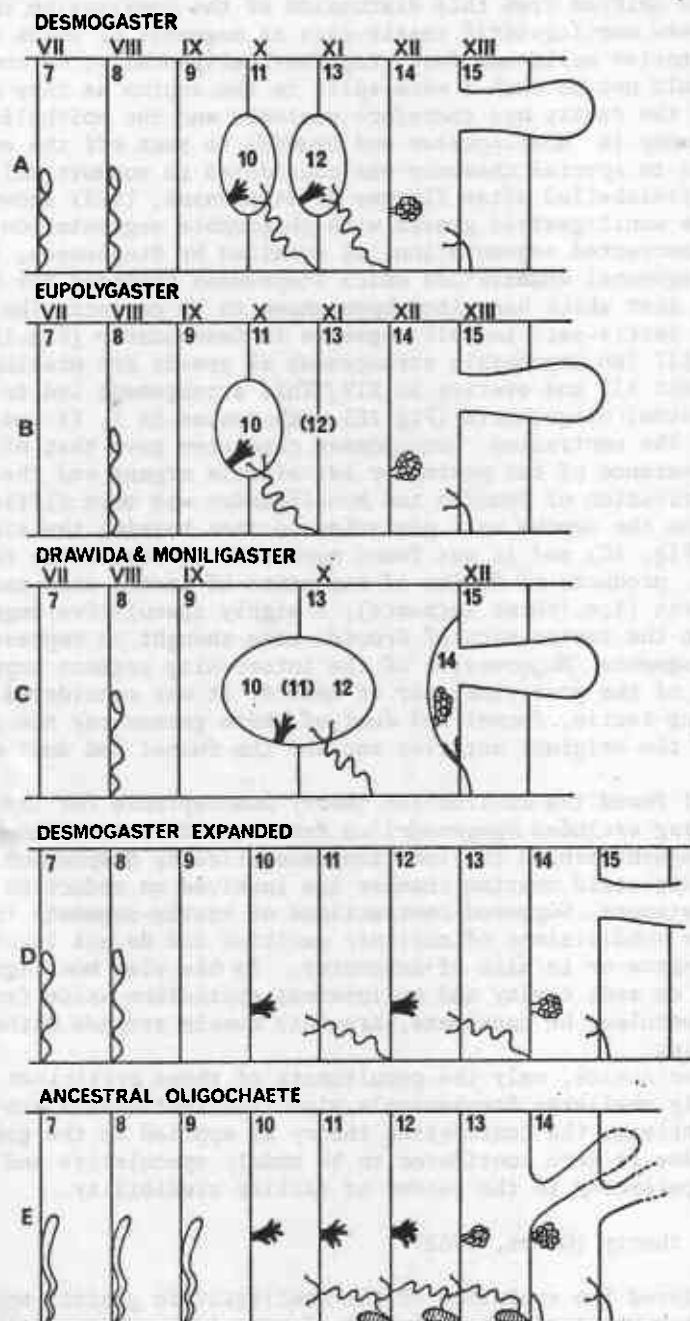 DESMOGASTER
VII VIII IX X XI XII XIII
7 8 9 11 13 14 15
10 12
A
EUPOLYGASTER
VII VIII IX X XI XII XIII
7 8 9 11 13 14 15
10 (12)
B
DRAWIDA & MONILIGASTER
VII VIII IX X XII
7 8 9 13 15
10 (11) 12 14
C
DESMOGASTER EXPANDED
7 8 9 10 11 12 13 14 15
D
ANCESTRAL OLIGOCHAETE
7 8 9 10 11 12 13 14
E